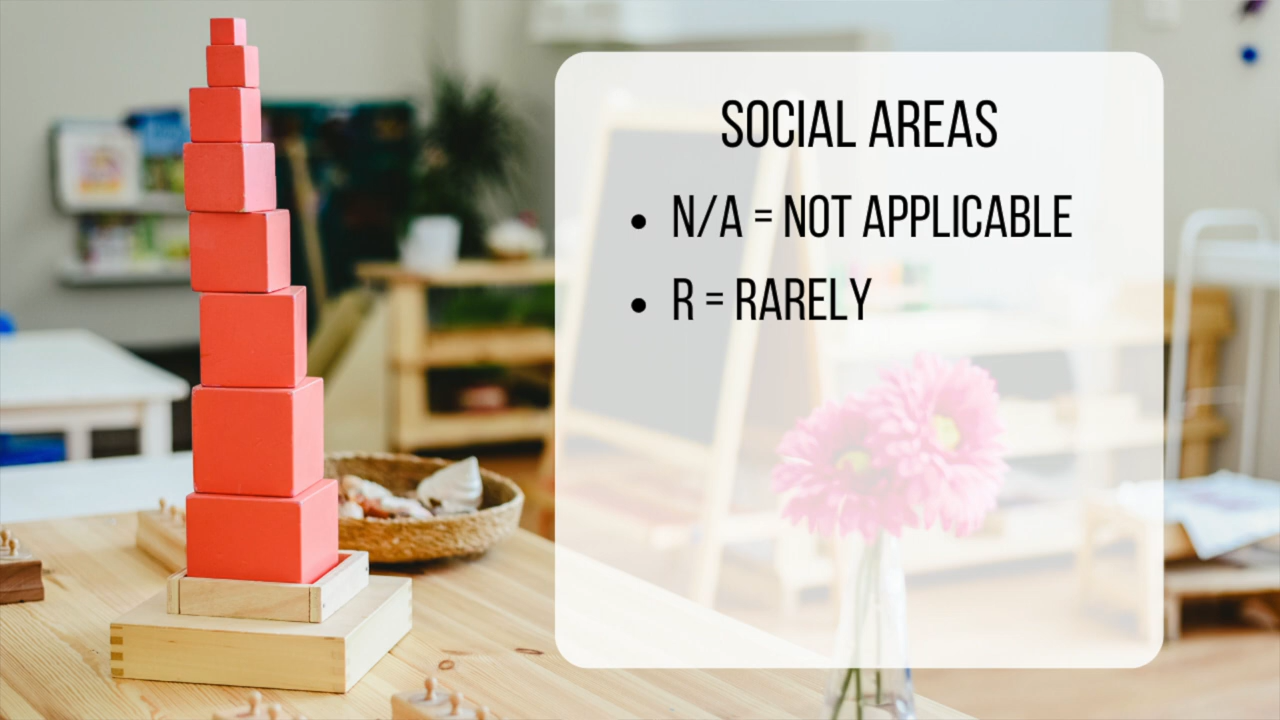 SOCIAL AREAS
• N/A = NOT APPLICABLE
• R = RARELY